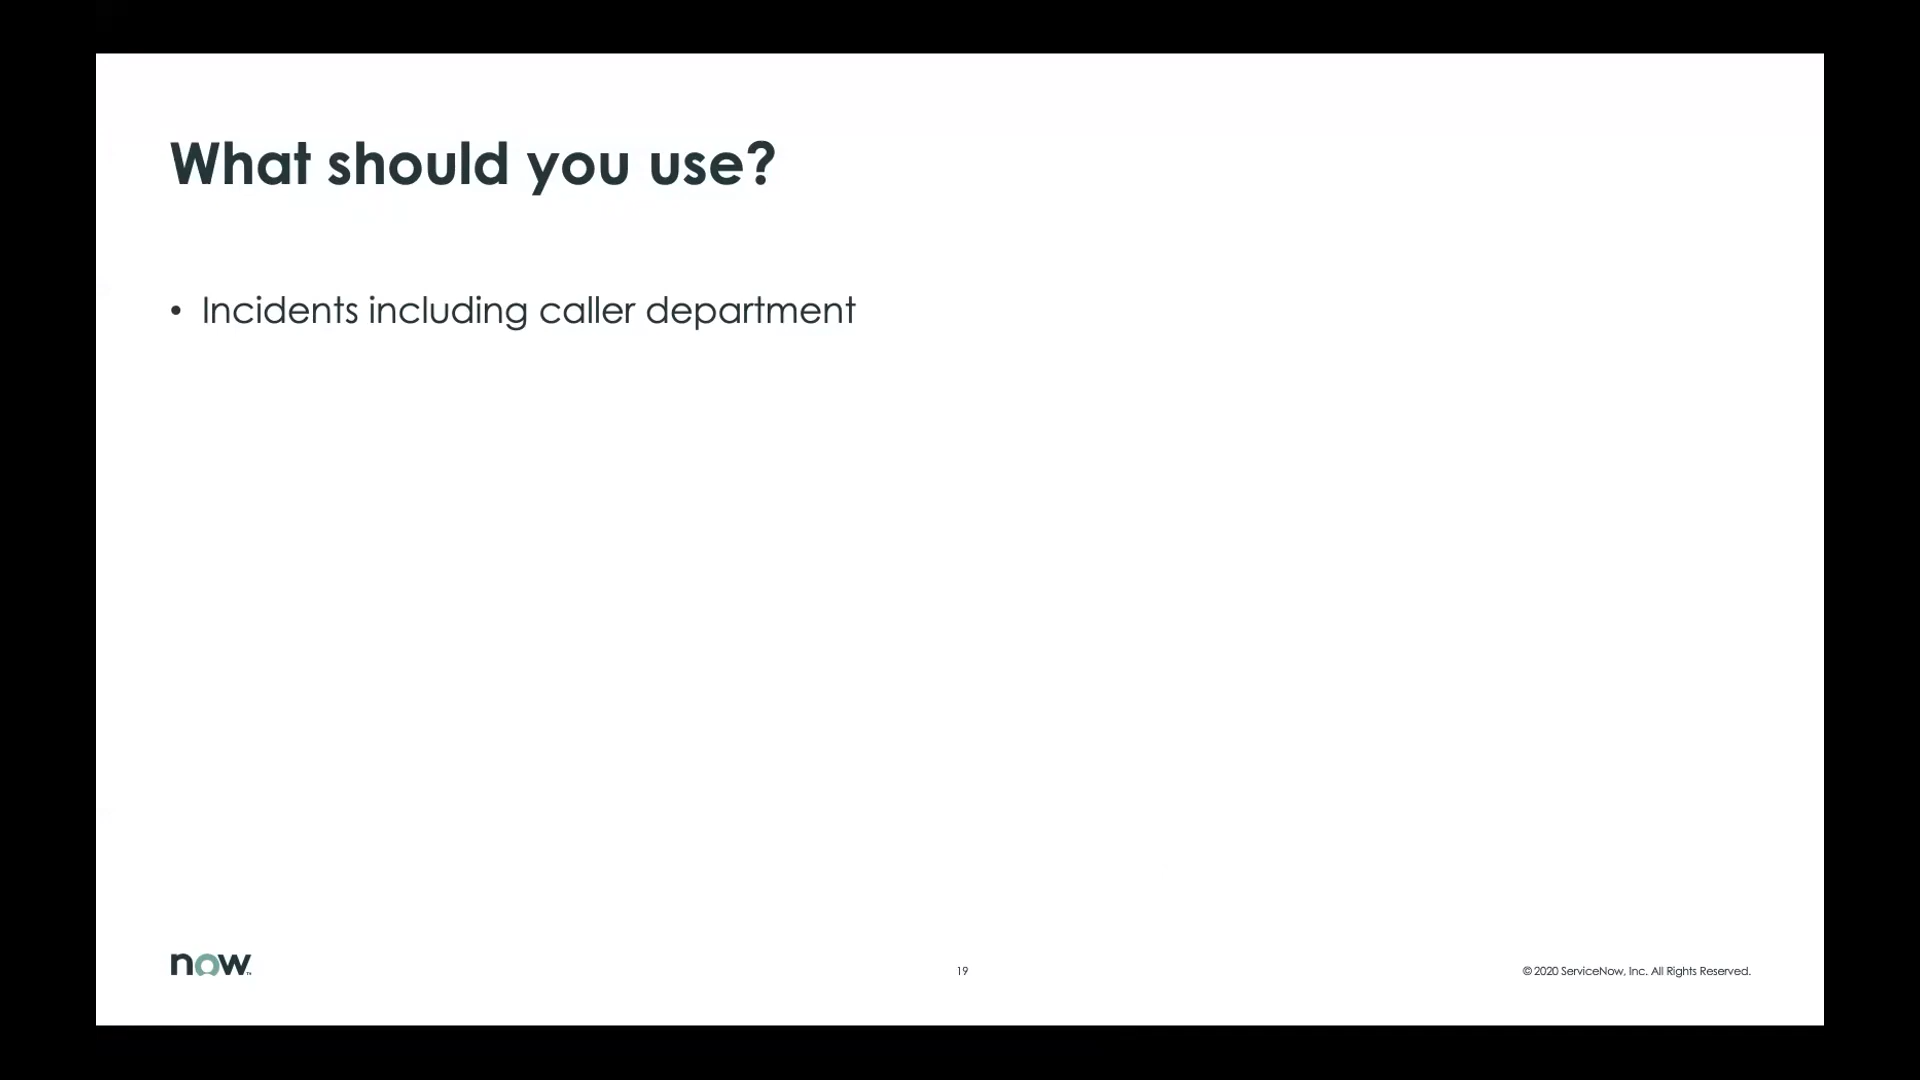 What should you use?
• Incidents including caller department
now
19
© 2020 ServiceNow, Inc. All Rights Reserved.